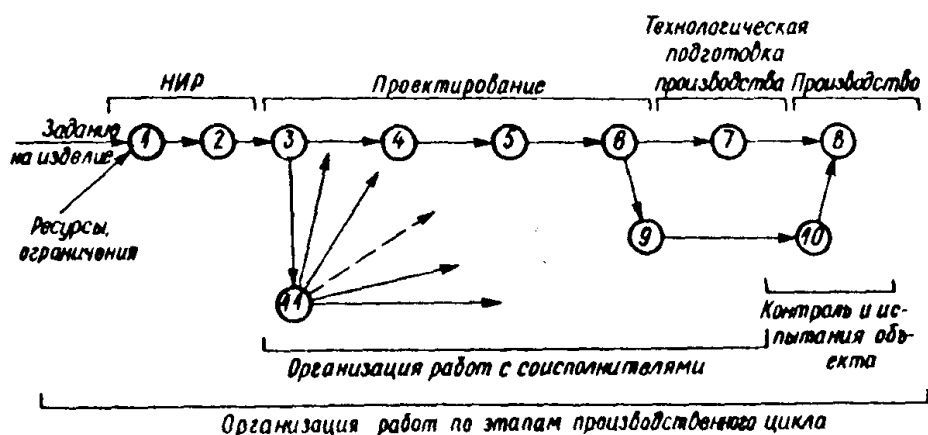 Технологическая
подготовка
производства
НИР
Проектирование
Производство
Задание
на изделие
1
2
3
4
5
6
7
8
Ресурсы,
ограничения
9
10
11
Контроль и ис-
пытания объ-
екта
Организация работ с соисполнителями
Организация работ по этапам производственного цикла